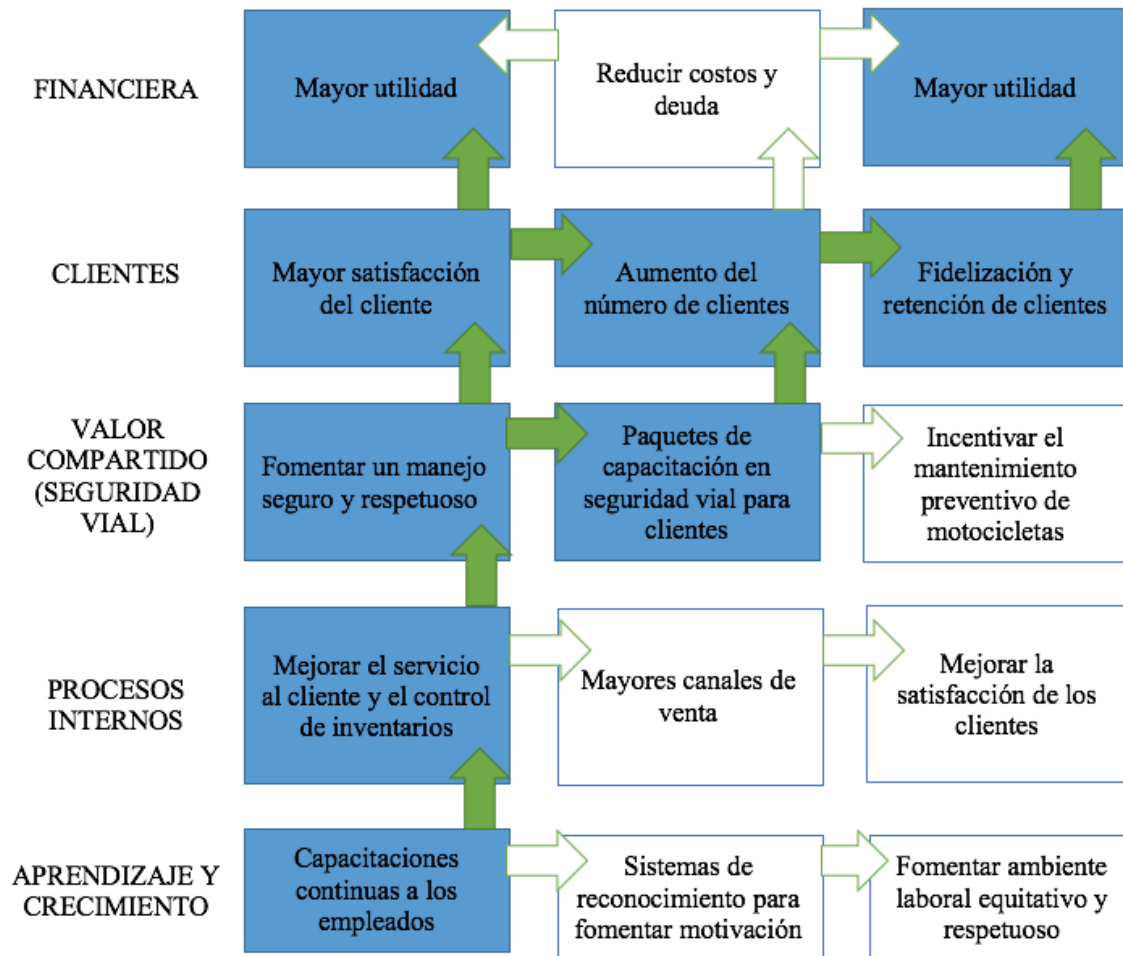 FINANCIERA
Mayor utilidad
Reducir costos y
deuda
Mayor utilidad
CLIENTES
Mayor satisfacción
del cliente
Aumento del
número de clientes
Fidelización y
retención de clientes
VALOR
COMPARTIDO
(SEGURIDAD
VIAL)
Fomentar un manejo
seguro y respetuoso
Paquetes de
capacitación en
seguridad vial para
clientes
Incentivar el
mantenimiento
preventivo de
motocicletas
PROCESOS
INTERNOS
Mejorar el servicio
al cliente y el control
de inventarios
Mayores canales de
venta
Mejorar la
satisfacción de los
clientes
APRENDIZAJE Y
CRECIMIENTO
Capacitaciones
continuas a los
empleados
Sistemas de
reconocimiento para
fomentar motivación
Fomentar ambiente
laboral equitativo y
respetuoso